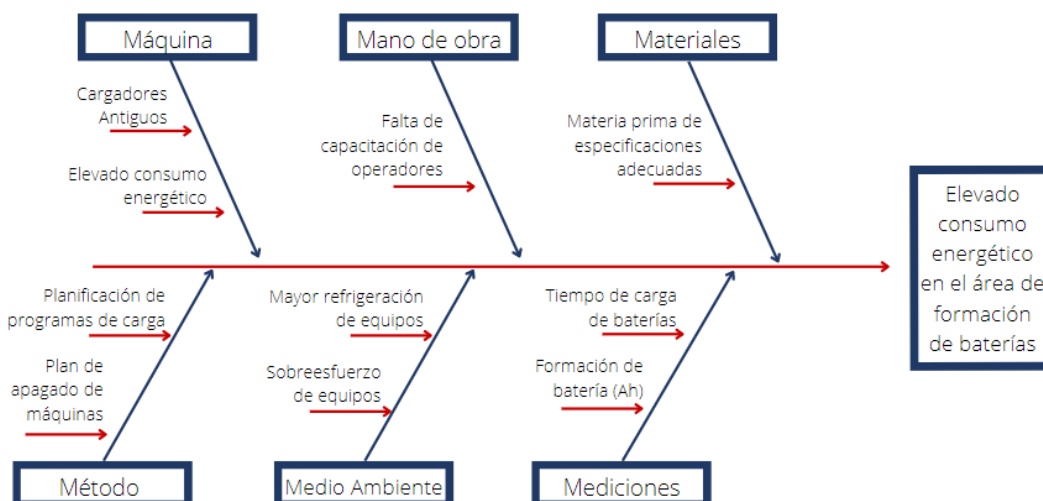 Máquina
Mano de obra
Materiales
Cargadores
Antiguos
Elevado consumo
energético
Falta de
capacitación de
operadores
Materia prima de
especificaciones
adecuadas
Elevado
consumo
energético
en el área de
formación
de baterías
Planificación de
programas de carga
Plan de
apagado de
máquinas
Mayor refrigeración
de equipos
Sobreesfuerzo
de equipos
Tiempo de carga
de baterías
Formación de
batería (Ah)
Método
Medio Ambiente
Mediciones